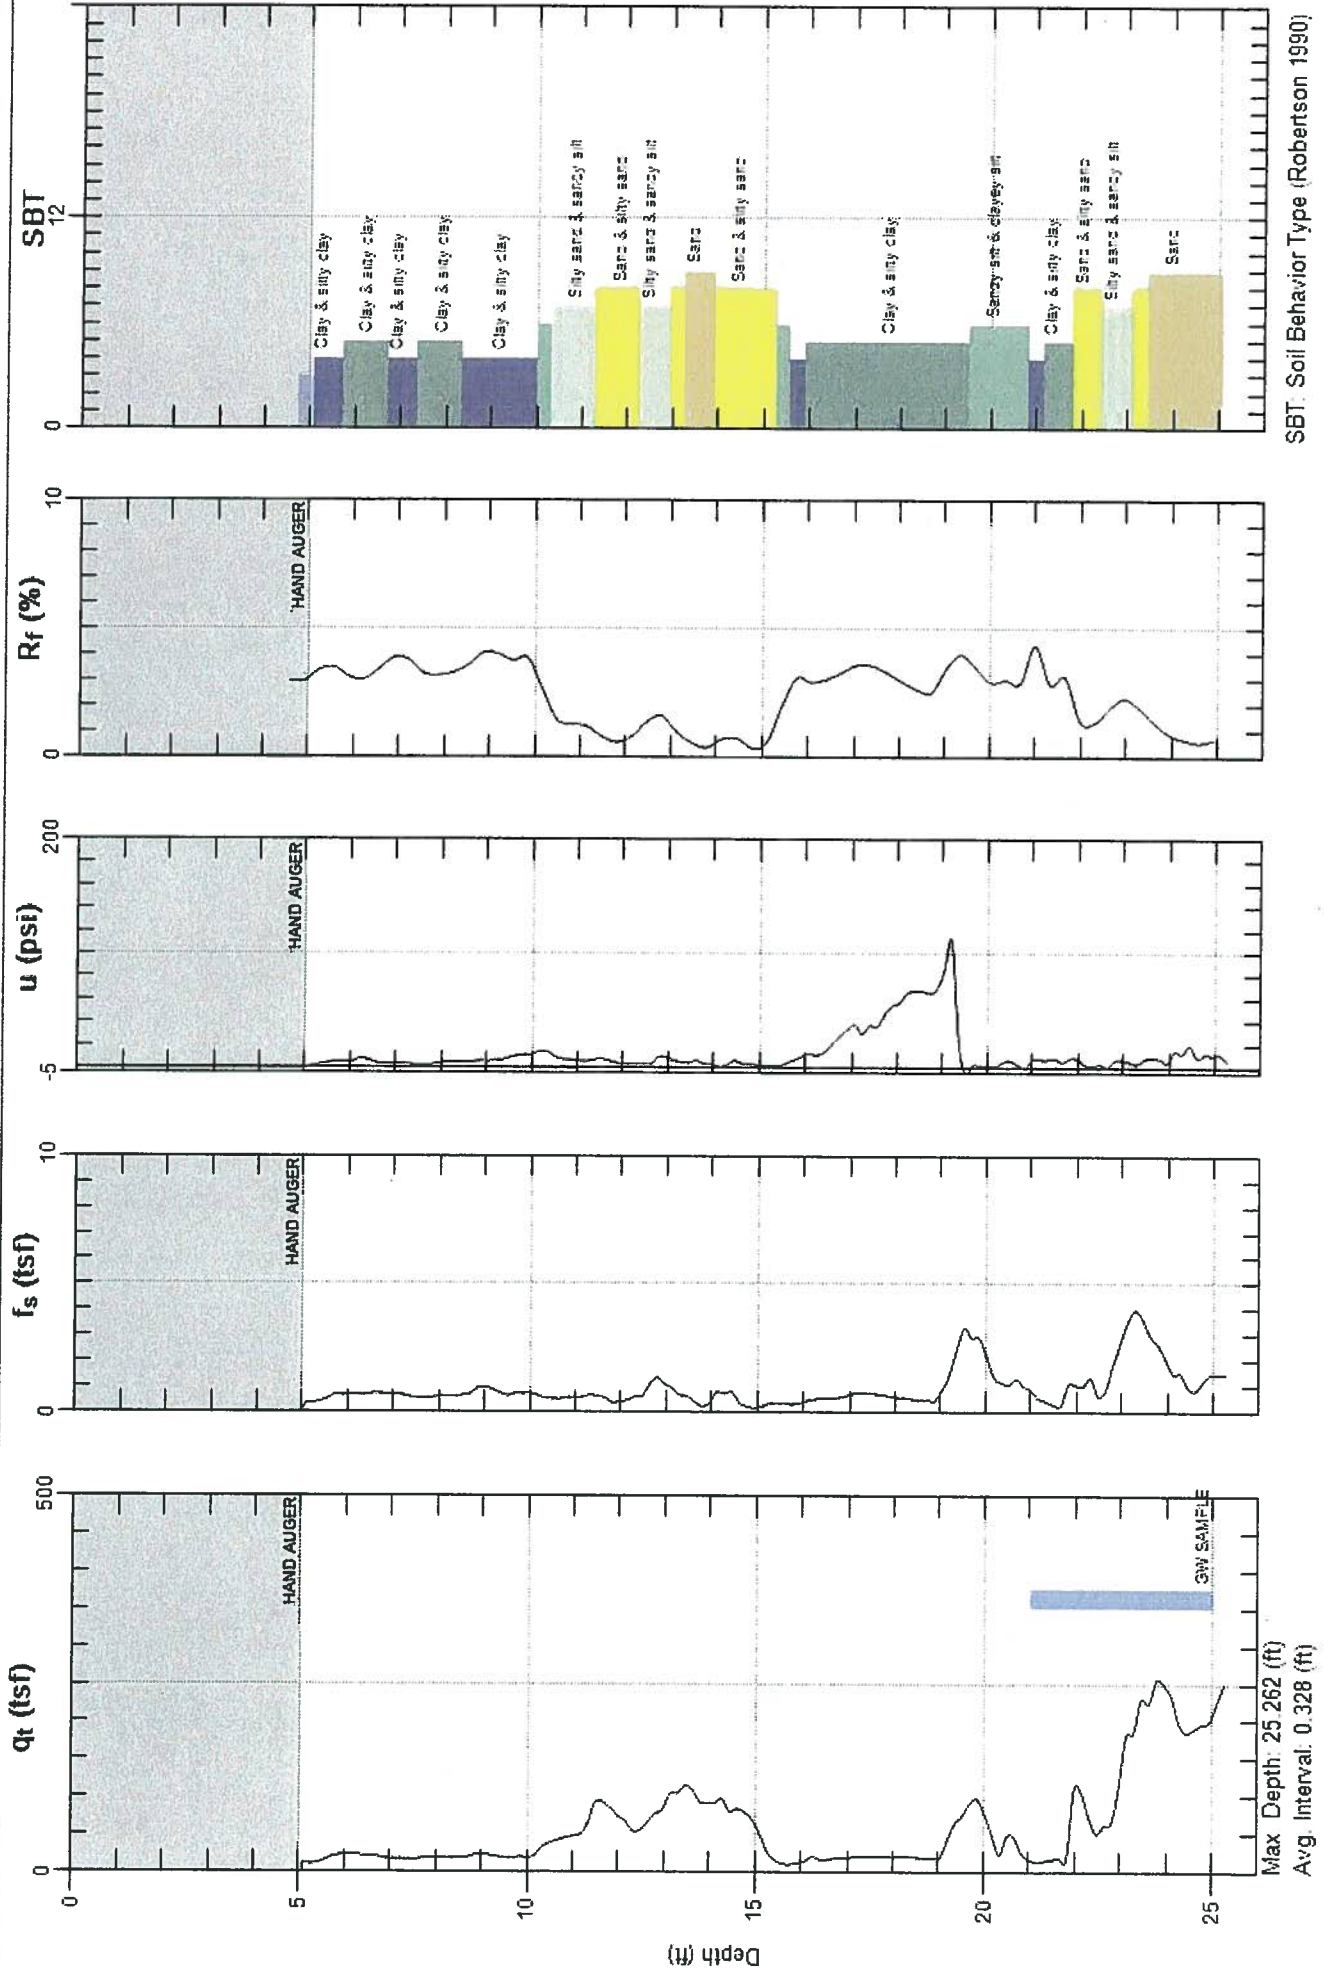 qt (tsf)
fs (tsf)
u (psi)
Rf (%)
SBT
0
500
0
10
-5
200
0
10
0
12
HAND AUGER
HAND AUGER
HAND AUGER
HAND AUGER
Clay & silty clay
Clay & silty clay
Clay & silty clay
Clay & silty clay
Clay & silty clay
Silty sand & sandy silt
Sand & silty sand
Silty sand & sandy silt
Sand
Sand & silty sand
Clay & silty clay
Sandy silt & clayey silt
Clay & silty clay
Sand & silty sand
Silty sand & sandy silt
Sand
GW SAMPLE
0
5
10
15
20
25
Depth (ft)
Max. Depth: 25.262 (ft)
Avg. Interval: 0.328 (ft)
SBT: Soil Behavior Type (Robertson 1990)